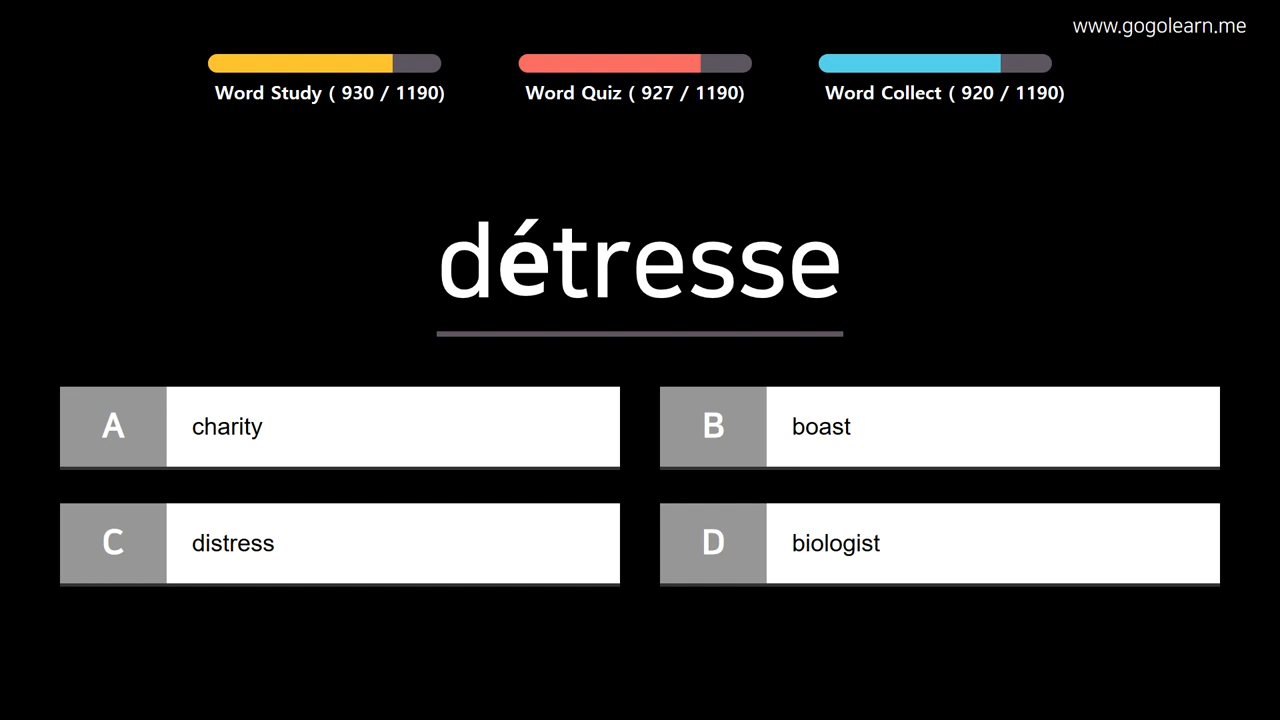 www.gogolearn.me
Word Study ( 930 / 1190)
Word Quiz ( 927 / 1190)
Word Collect ( 920 / 1190)
détresse
A charity
B boast
C distress
D biologist